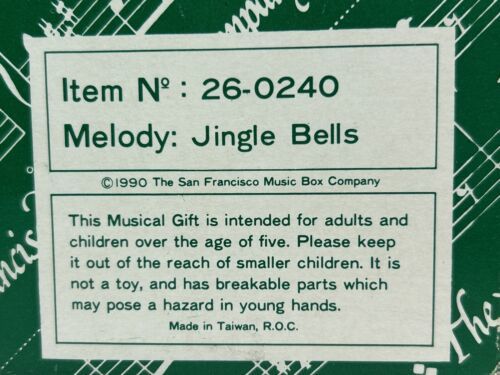 Item Nº : 26-0240
Melody: Jingle Bells
©1990 The San Francisco Music Box Company
This Musical Gift is intended for adults and
children over the age of five. Please keep
it out of the reach of smaller children. It is
not a toy, and has breakable parts which
may pose a hazard in young hands.
Made in Taiwan, R.O.C.
The